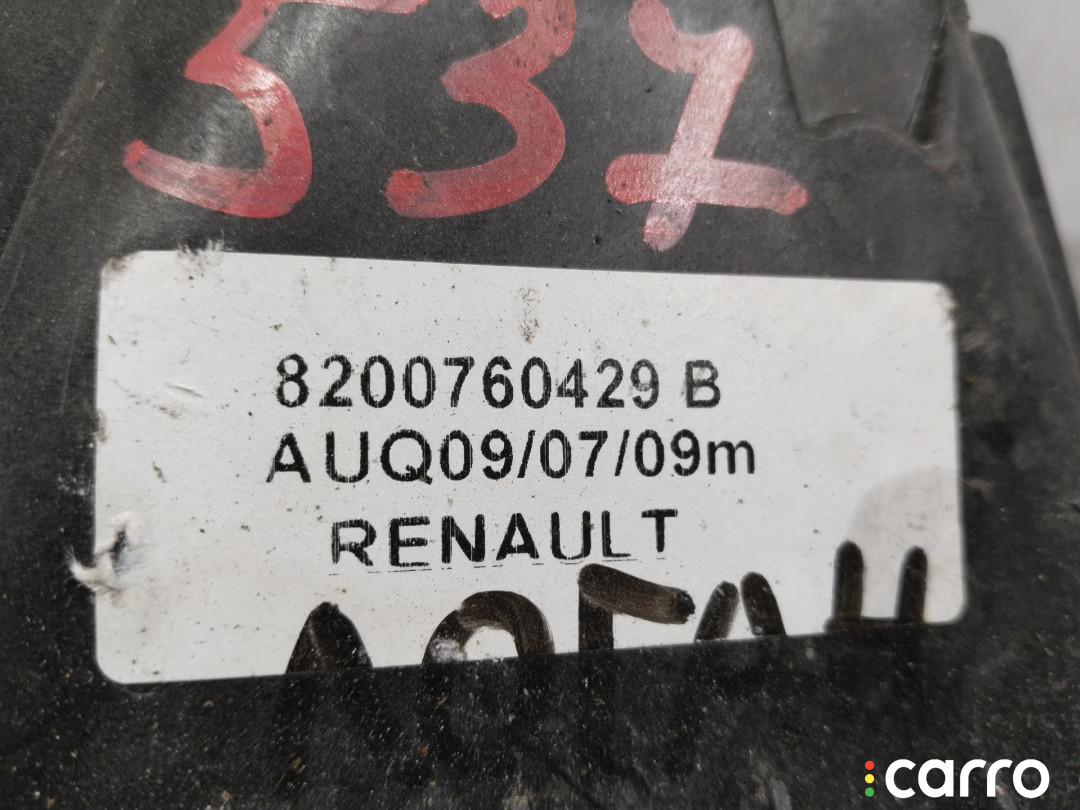 537
8200760429 B
AUQ09/07/09m
RENAULT
carro